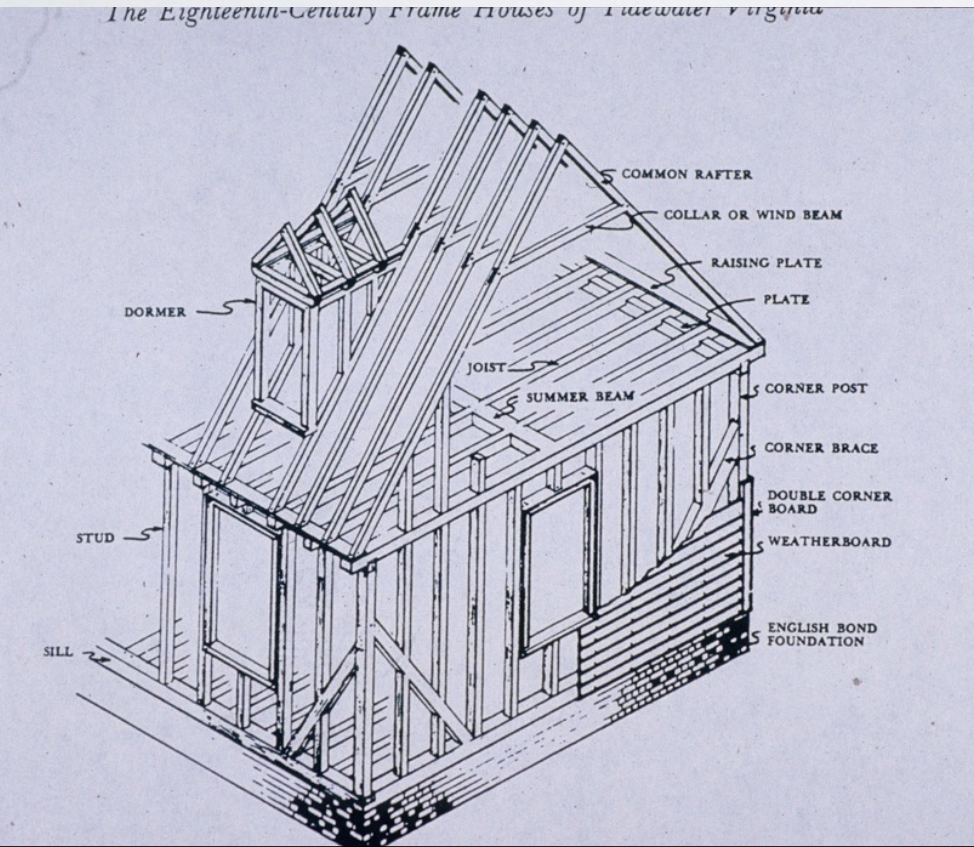 The Eighteenth-Century Frame Houses of Tidewater Virginia
COMMON RAFTER
COLLAR OR WIND BEAM
RAISING PLATE
PLATE
DORMER
JOIST
SUMMER BEAM
CORNER POST
CORNER BRACE
DOUBLE CORNER
BOARD
STUD
WEATHERBOARD
ENGLISH BOND
FOUNDATION
SILL